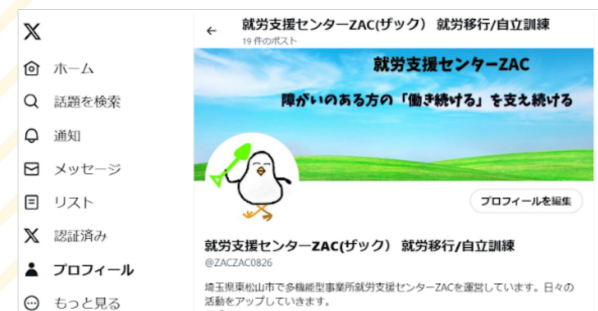 就労支援センターZAC(ザック) 就労移行/自立訓練
19 件のポスト
ホーム
話題を検索
通知
メッセージ
リスト
認証済み
プロフィール
もっと見る
就労支援センターZAC
障がいのある方の「働き続ける」を支え続ける
プロフィールを編集
就労支援センターZAC(ザック) 就労移行/自立訓練
@ZACZAC0826
埼玉県東松山市で多機能型事業所就労支援センターZACを運営しています。日々の
活動をアップしていきます。